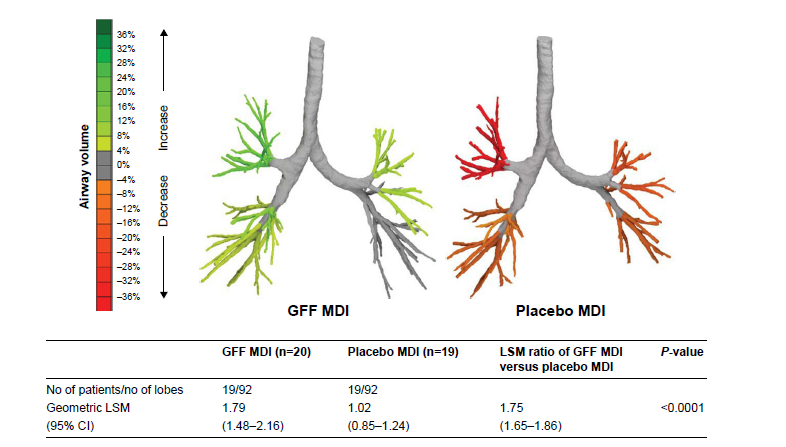 Airway volume
36%
32%
28%
24%
20%
16%
12%
8%
4%
0%
−4%
−8%
−12%
−16%
−20%
−24%
−28%
−32%
−36%
Increase
Decrease
GFF MDI
Placebo MDI
GFF MDI (n=20) Placebo MDI (n=19) LSM ratio of GFF MDI P-value
versus placebo MDI
No of patients/no of lobes 19/92 19/92
Geometric LSM 1.79 1.02 1.75 <0.0001
(95% CI) (1.48–2.16) (0.85–1.24) (1.65–1.86)